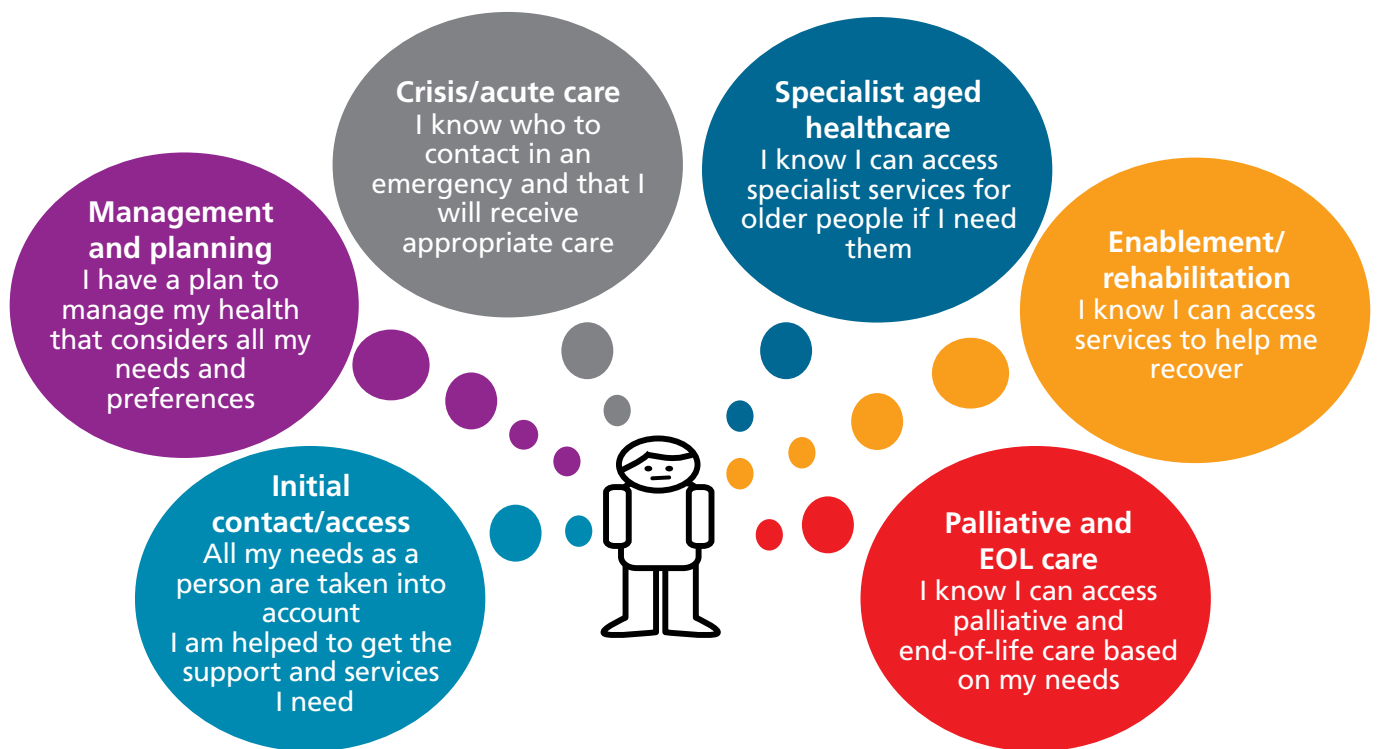 Initial
contact/access
All my needs as a
person are taken into
account
I am helped to get the
support and services
I need
Management
and planning
I have a plan to
manage my health
that considers all my
needs and
preferences
Crisis/acute care
I know who to
contact in an
emergency and that I
will receive
appropriate care
Specialist aged
healthcare
I know I can access
specialist services for
older people if I need
them
Enablement/
rehabilitation
I know I can access
services to help me
recover
Palliative and
EOL care
I know I can access
palliative and
end-of-life care based
on my needs